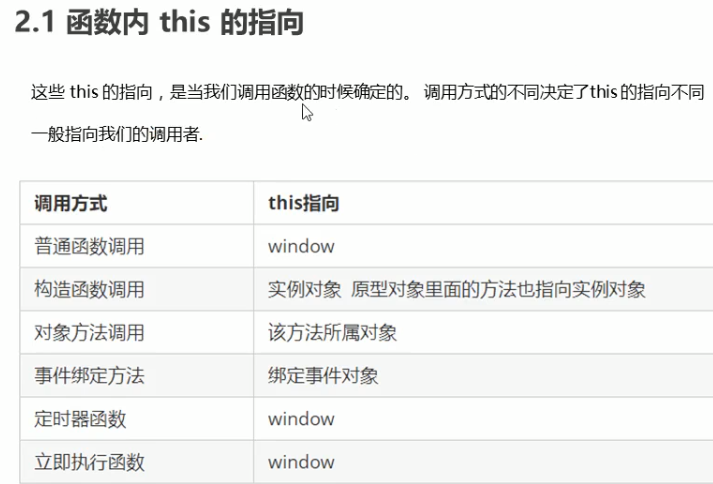 2.1 函数内 this 的指向
这些 this 的指向，是当我们调用函数的时候确定的。 调用方式的不同决定了this 的指向不同
一般指向我们的调用者.
调用方式 this指向
普通函数调用 window
构造函数调用 实例对象 原型对象里面的方法也指向实例对象
对象方法调用 该方法所属对象
事件绑定方法 绑定事件对象
定时器函数 window
立即执行函数 window